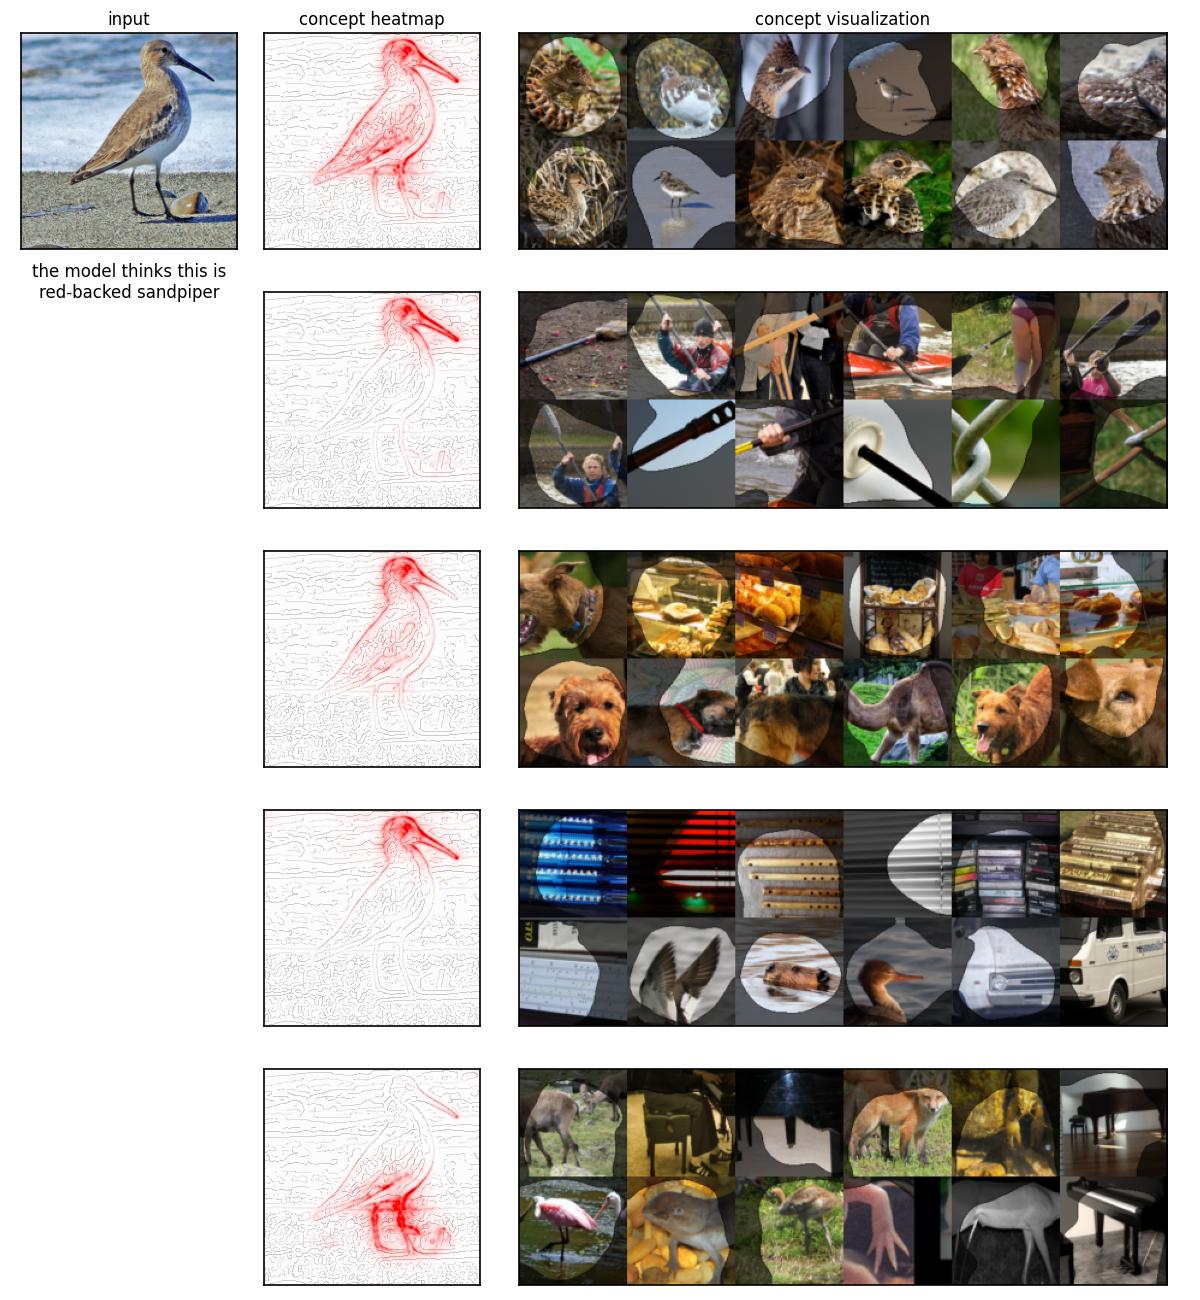 input
concept heatmap
concept visualization
the model thinks this is
red-backed sandpiper